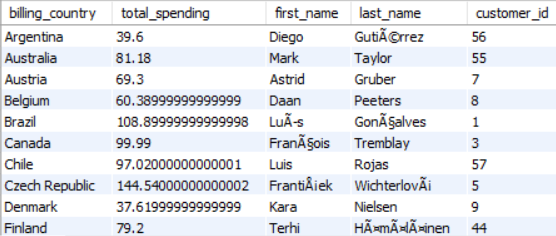 billing_country total_spending first_name last_name customer_id
Argentina 39.6 Diego GutiÃ©rrez 56
Australia 81.18 Mark Taylor 55
Austria 69.3 Astrid Gruber 7
Belgium 60.38999999999999 Daan Peeters 8
Brazil 108.89999999999998 LuÃ-s GonÃ§alves 1
Canada 99.99 FranÃ§ois Tremblay 3
Chile 97.02000000000001 Luis Rojas 57
Czech Republic 144.54000000000002 FrantiÅ¡ek WichterlovÃ¡ 5
Denmark 37.61999999999999 Kara Nielsen 9
Finland 79.2 Terhi HÃ¤mÃ¤lÃ¤inen 44